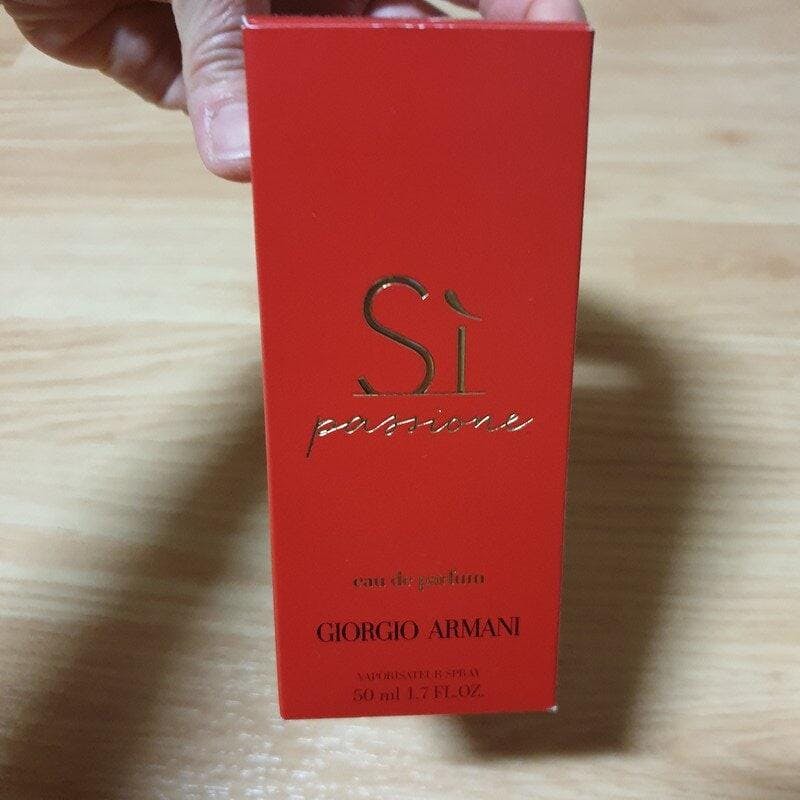 Sì
passione
eau de parfum
GIORGIO ARMANI
VAPORISATEUR SPRAY
50 ml 1.7 FL.OZ.